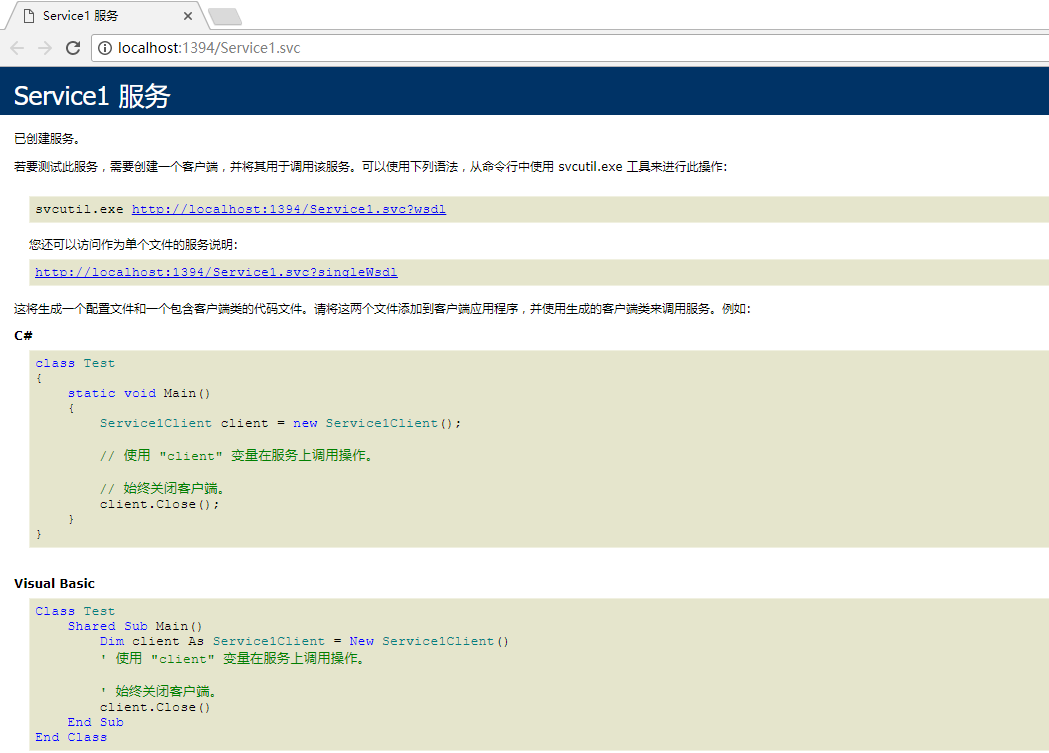 Service1 服务
localhost:1394/Service1.svc
Service1 服务
已创建服务。
若要测试此服务，需要创建一个客户端，并将其用于调用该服务。可以使用下列语法，从命令行中使用 svcutil.exe 工具来进行此操作:
svcutil.exe http://localhost:1394/Service1.svc?wsdl
您还可以访问作为单个文件的服务说明:
http://localhost:1394/Service1.svc?singleWsdl
这将生成一个配置文件和一个包含客户端类的代码文件。请将这两个文件添加到客户端应用程序，并使用生成的客户端类来调用服务。例如:
C#
class Test
{
    static void Main()
    {
        Service1Client client = new Service1Client();
        // 使用 "client" 变量在服务上调用操作。
        // 始终关闭客户端。
        client.Close();
    }
}
Visual Basic
Class Test
    Shared Sub Main()
        Dim client As Service1Client = New Service1Client()
        ' 使用 "client" 变量在服务上调用操作。
        ' 始终关闭客户端。
        client.Close()
    End Sub
End Class